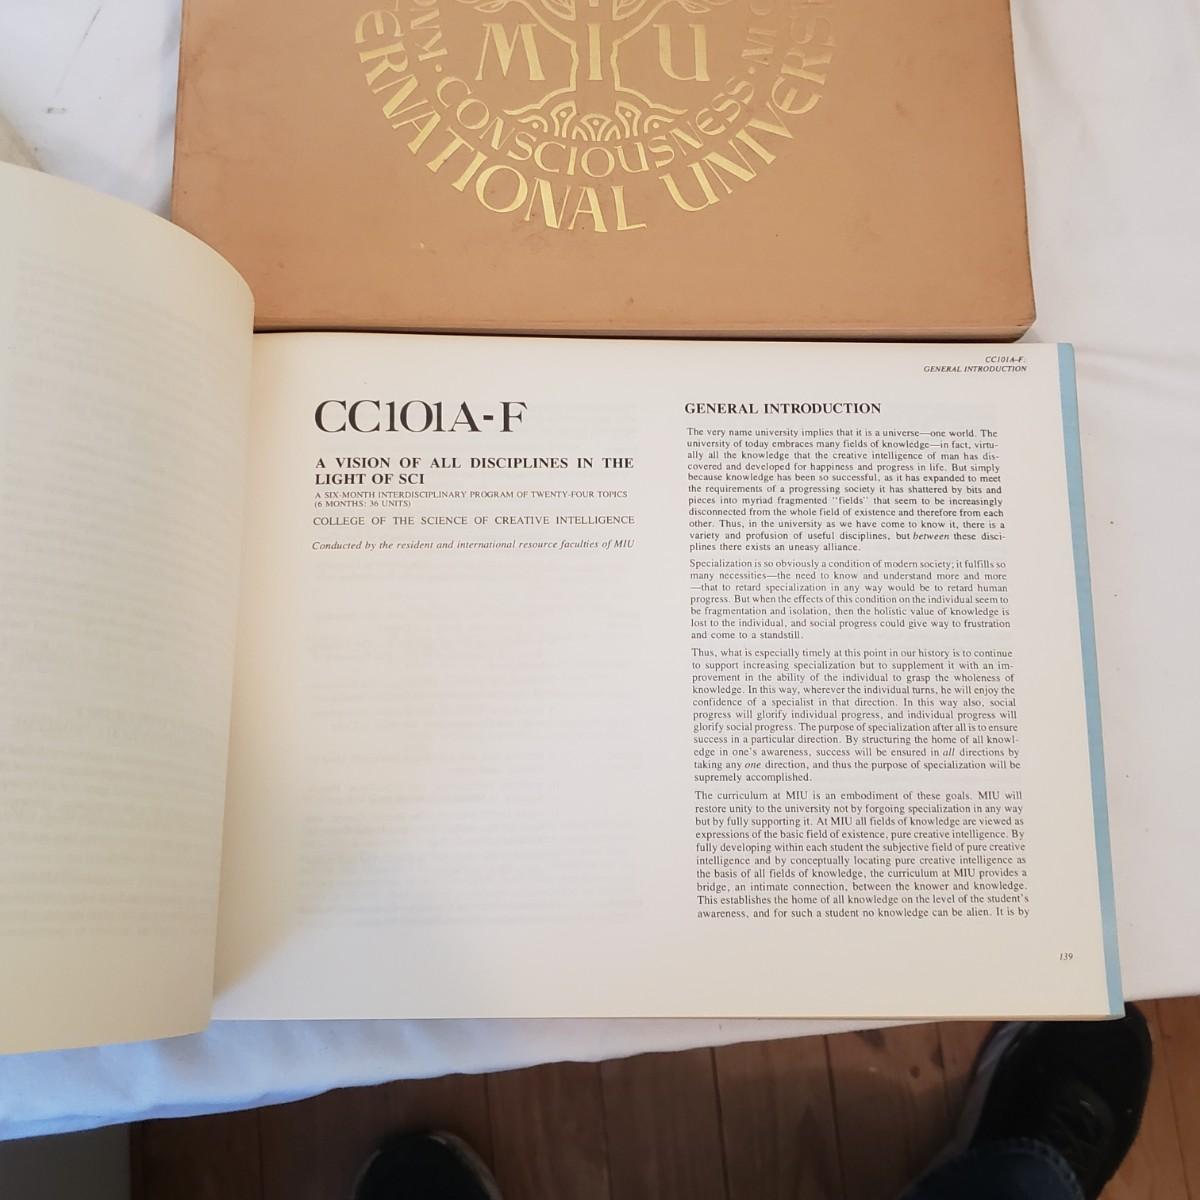 M I U
CONSCIOUSNESS
ERNATIONAL UNIVERS
CC101A-F:
GENERAL INTRODUCTION
CC101A-F
A VISION OF ALL DISCIPLINES IN THE
LIGHT OF SCI
A SIX-MONTH INTERDISCIPLINARY PROGRAM OF TWENTY-FOUR TOPICS
(6 MONTHS: 36 UNITS)
COLLEGE OF THE SCIENCE OF CREATIVE INTELLIGENCE
Conducted by the resident and international resource faculties of MIU
GENERAL INTRODUCTION
The very name university implies that it is a universe—one world. The
university of today embraces many fields of knowledge—in fact, virtu-
ally all the knowledge that the creative intelligence of man has dis-
covered and developed for happiness and progress in life. But simply
because knowledge has been so successful, as it has expanded to meet
the requirements of a progressing society it has shattered by bits and
pieces into myriad fragmented "fields" that seem to be increasingly
disconnected from the whole field of existence and therefore from each
other. Thus, in the university as we have come to know it, there is a
variety and profusion of useful disciplines, but between these disci-
plines there exists an uneasy alliance.
Specialization is so obviously a condition of modern society; it fulfills so
many necessities—the need to know and understand more and more
—that to retard specialization in any way would be to retard human
progress. But when the effects of this condition on the individual seem to
be fragmentation and isolation, then the holistic value of knowledge is
lost to the individual, and social progress could give way to frustration
and come to a standstill.
Thus, what is especially timely at this point in our history is to continue
to support increasing specialization but to supplement it with an im-
provement in the ability of the individual to grasp the wholeness of
knowledge. In this way, wherever the individual turns, he will enjoy the
confidence of a specialist in that direction. In this way also, social
progress will glorify individual progress, and individual progress will
glorify social progress. The purpose of specialization after all is to ensure
success in a particular direction. By structuring the home of all knowl-
edge in one's awareness, success will be ensured in all directions by
taking any one direction, and thus the purpose of specialization will be
supremely accomplished.
The curriculum at MIU is an embodiment of these goals. MIU will
restore unity to the university not by forgoing specialization in any way
but by fully supporting it. At MIU all fields of knowledge are viewed as
expressions of the basic field of existence, pure creative intelligence. By
fully developing within each student the subjective field of pure creative
intelligence and by conceptually locating pure creative intelligence as
the basis of all fields of knowledge, the curriculum at MIU provides a
bridge, an intimate connection, between the knower and knowledge.
This establishes the home of all knowledge on the level of the student's
awareness, and for such a student no knowledge can be alien. It is by
139